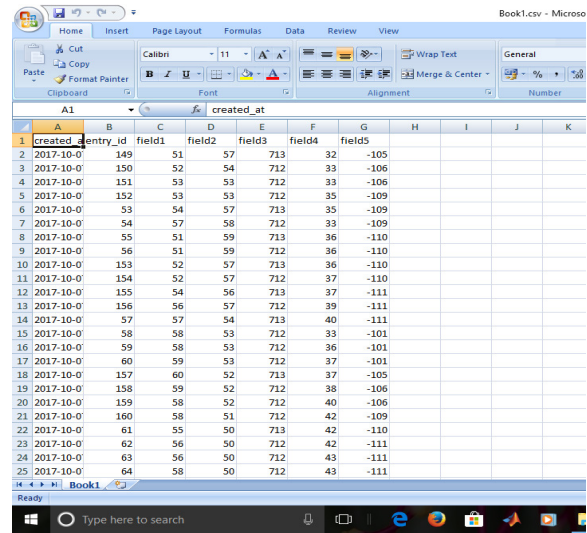 Book1.csv - Microso
Home Insert Page Layout Formulas Data Review View
Cut
Copy
Paste
Format Painter
Calibri 11 A A
B I U A
Wrap Text
Merge & Center
General
% ,
Clipboard Font Alignment Number
A1 fx created_at
A B C D E F G H I J K
1 created_a entry_id field1 field2 field3 field4 field5
2 2017-10-0 149 51 57 713 32 -105
3 2017-10-0 150 52 54 712 33 -106
4 2017-10-0 151 53 53 712 33 -106
5 2017-10-0 152 53 53 712 35 -109
6 2017-10-0 53 54 57 713 35 -109
7 2017-10-0 54 57 58 712 33 -109
8 2017-10-0 55 51 59 713 36 -110
9 2017-10-0 56 51 59 712 36 -110
10 2017-10-0 153 52 57 713 36 -110
11 2017-10-0 154 52 57 712 37 -110
12 2017-10-0 155 54 56 713 37 -111
13 2017-10-0 156 56 57 712 39 -111
14 2017-10-0 57 57 54 713 40 -111
15 2017-10-0 58 58 53 712 33 -101
16 2017-10-0 59 58 53 712 36 -101
17 2017-10-0 60 59 53 712 37 -101
18 2017-10-0 157 60 52 713 37 -105
19 2017-10-0 158 59 52 712 38 -106
20 2017-10-0 159 58 52 712 40 -106
21 2017-10-0 160 58 51 712 42 -109
22 2017-10-0 61 55 50 713 42 -110
23 2017-10-0 62 56 50 712 42 -111
24 2017-10-0 63 56 50 712 43 -111
25 2017-10-0 64 58 50 712 43 -111
Book1
Ready
Type here to search